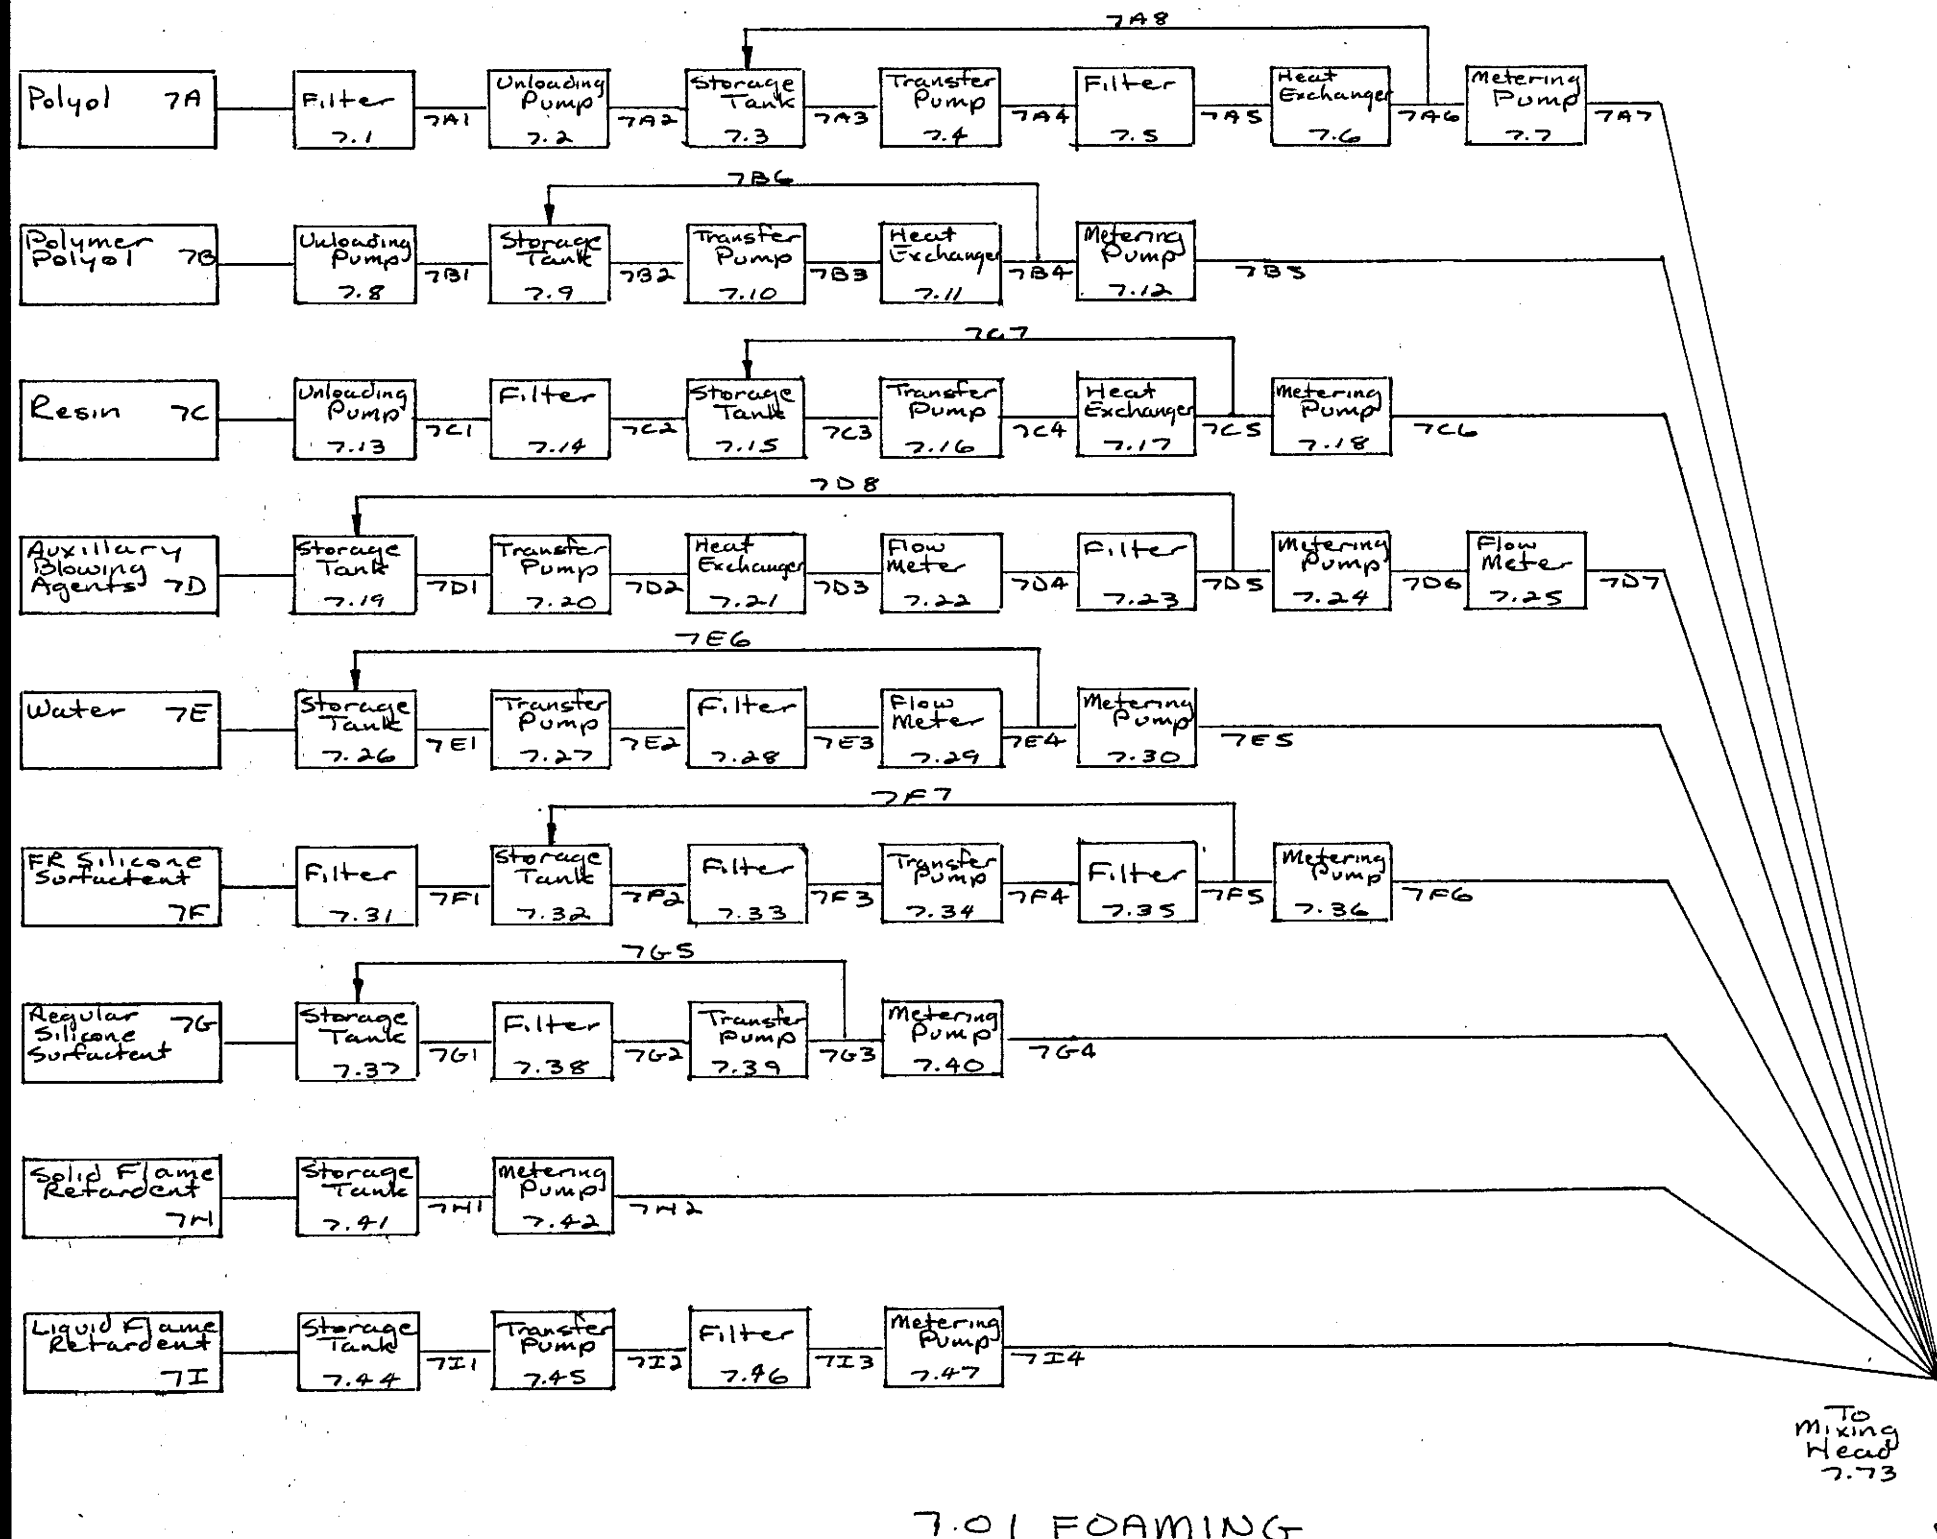 7A8
Polyol 7A
Filter
7.1
7A1
Unloading
Pump
7.2
7A2
Storage
Tank
7.3
7A3
Transfer
Pump
7.4
7A4
Filter
7.5
7A5
Heat
Exchanger
7.6
7A6
Metering
Pump
7.7
7A7
7B6
Polymer
Polyol 7B
Unloading
Pump
7.8
7B1
Storage
Tank
7.9
7B2
Transfer
Pump
7.10
7B3
Heat
Exchanger
7.11
7B4
Metering
Pump
7.12
7B5
7C7
Resin 7C
Unloading
Pump
7.13
7C1
Filter
7.14
7C2
Storage
Tank
7.15
7C3
Transfer
Pump
7.16
7C4
Heat
Exchanger
7.17
7C5
Metering
Pump
7.18
7C6
7D8
Auxillary
Blowing
Agents 7D
Storage
Tank
7.19
7D1
Transfer
Pump
7.20
7D2
Heat
Exchanger
7.21
7D3
Flow
Meter
7.22
7D4
Filter
7.23
7D5
Metering
Pump
7.24
7D6
Flow
Meter
7.25
7D7
7E6
Water 7E
Storage
Tank
7.26
7E1
Transfer
Pump
7.27
7E2
Filter
7.28
7E3
Flow
Meter
7.29
7E4
Metering
Pump
7.30
7E5
7F7
FR Silicone
Surfactent
7F
Filter
7.31
7F1
Storage
Tank
7.32
7F2
Filter
7.33
7F3
Transfer
Pump
7.34
7F4
Filter
7.35
7F5
Metering
Pump
7.36
7F6
7G5
Regular 7G
Silicone
Surfactent
Storage
Tank
7.37
7G1
Filter
7.38
7G2
Transfer
Pump
7.39
7G3
Metering
Pump
7.40
7G4
Solid Flame
Retardent
7H
Storage
Tank
7.41
7H1
Metering
Pump
7.42
7H2
Liquid Flame
Retardent
7I
Storage
Tank
7.44
7I1
Transfer
Pump
7.45
7I2
Filter
7.46
7I3
Metering
Pump
7.47
7I4
To
Mixing
Head
7.73
7.01 FOAMING